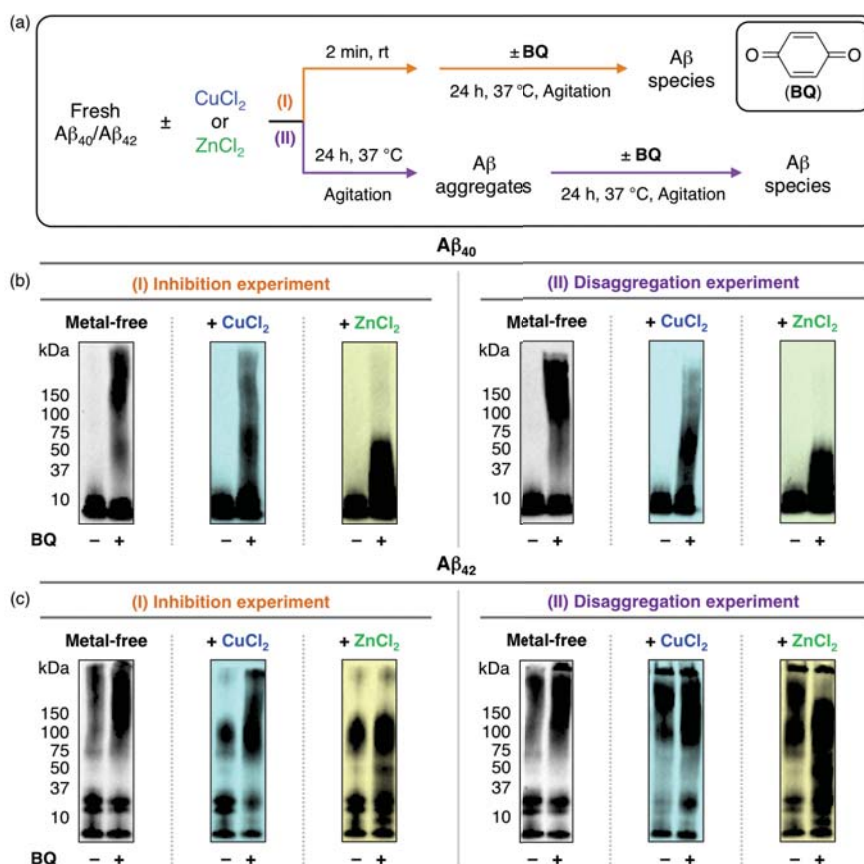 (a)
2 min, rt
± BQ
Aβ
species
24 h, 37 °C, Agitation
O
O
(BQ)
Fresh
Aβ₄₀/Aβ₄₂
±
CuCl₂
or
ZnCl₂
(I)
(II)
24 h, 37 °C
Agitation
Aβ
aggregates
± BQ
24 h, 37 °C, Agitation
Aβ
species
Aβ₄₀
(b)
(I) Inhibition experiment
(II) Disaggregation experiment
Metal-free + CuCl₂ + ZnCl₂ Metal-free + CuCl₂ + ZnCl₂
kDa kDa
150 150
100 100
75 75
50 50
37 37
10 10
BQ – + – + – + – + – + – +
Aβ₄₂
(c)
(I) Inhibition experiment
(II) Disaggregation experiment
Metal-free + CuCl₂ + ZnCl₂ Metal-free + CuCl₂ + ZnCl₂
kDa kDa
150 150
100 100
75 75
50 50
37 37
10 10
BQ – + – + – + – + – + – +